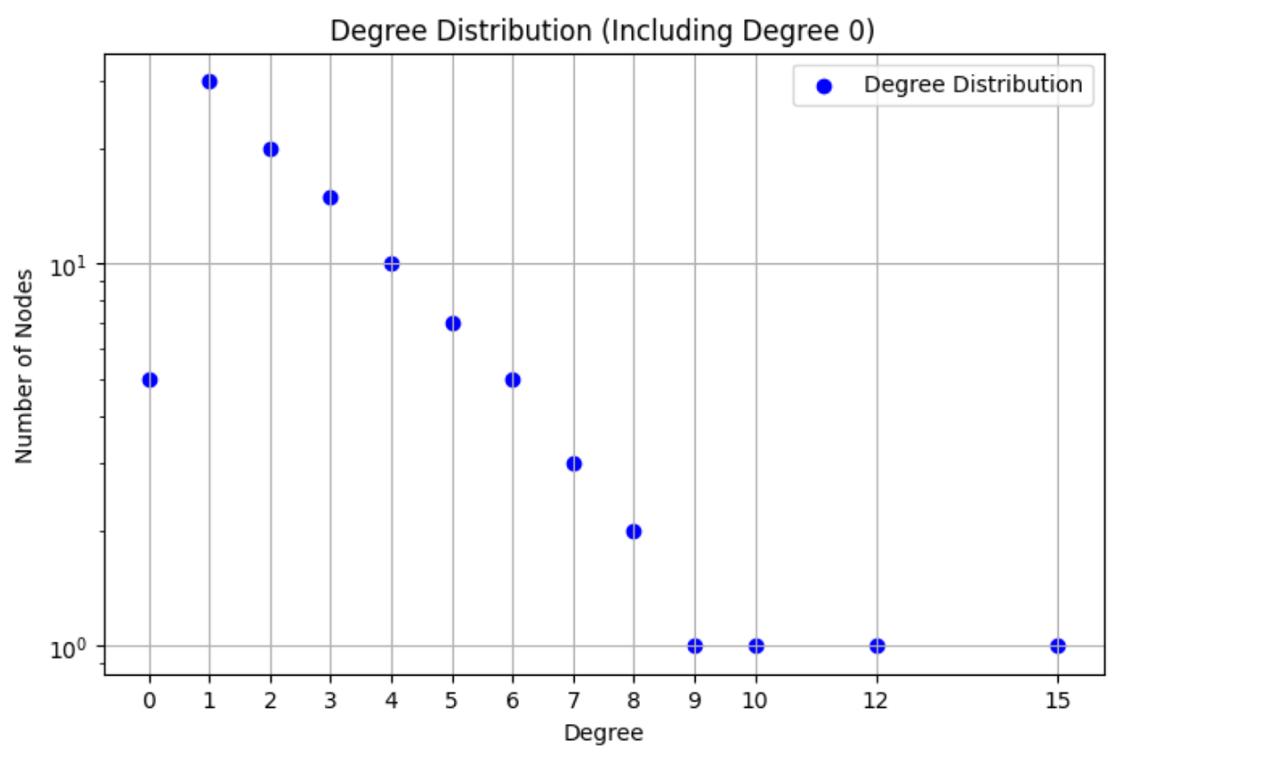 Degree Distribution (Including Degree 0)
Degree Distribution
Number of Nodes
10¹
10⁰
0 1 2 3 4 5 6 7 8 9 10 12 15
Degree